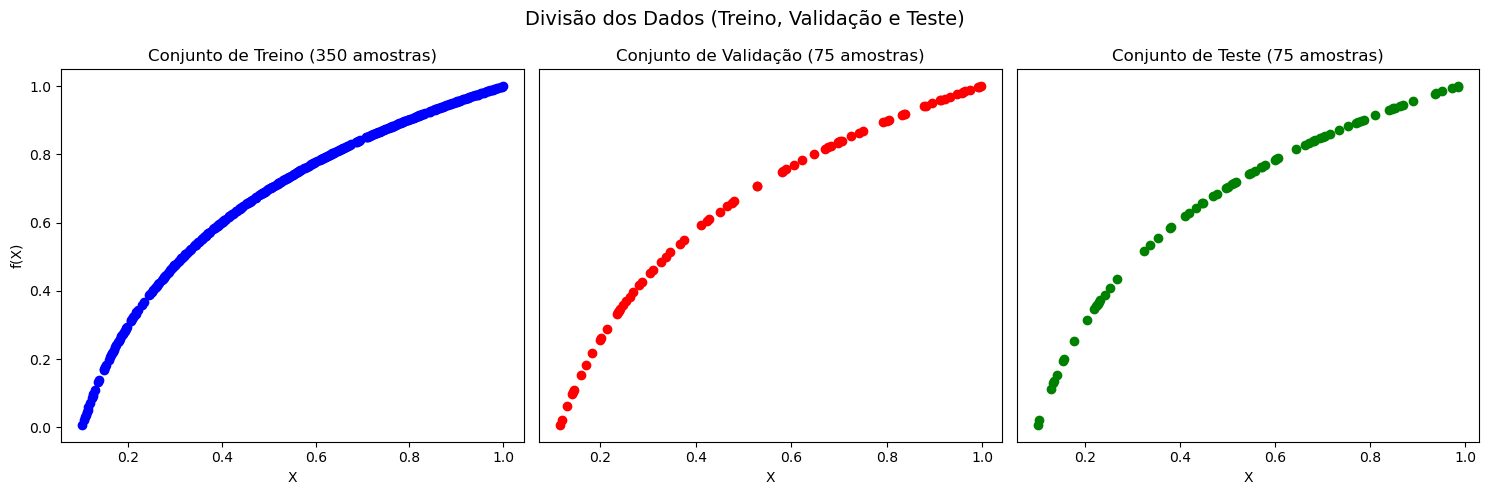 Divisão dos Dados (Treino, Validação e Teste)
Conjunto de Treino (350 amostras)
f(X)
1.0
0.8
0.6
0.4
0.2
0.0
0.2 0.4 0.6 0.8 1.0
X
Conjunto de Validação (75 amostras)
0.2 0.4 0.6 0.8 1.0
X
Conjunto de Teste (75 amostras)
0.2 0.4 0.6 0.8 1.0
X